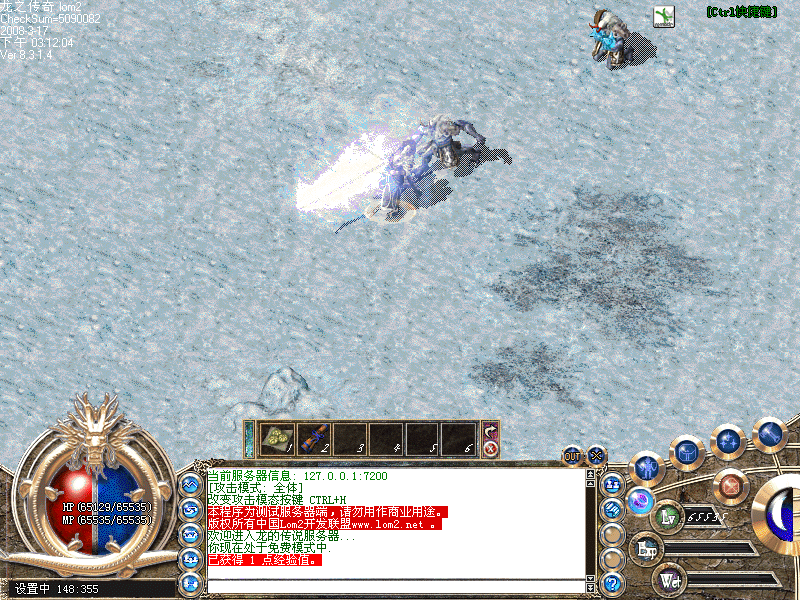 龙之传奇.lom2
CheckSum=5090082
2008-3-17
下午 03:12:04
Ver 8.3.1.4
[Ctrl快捷键]
1
2
3
4
5
6
OUT
HP (65129/65535)
MP (65535/65535)
设置中 148:355
当前服务器信息: 127.0.0.1:7200
[攻击模式: 全体]
改变攻击模态按键 CTRL+H
本程序为测试服务器端，请勿用作商业用途。
版权所有中国Lom2开发联盟www.lom2.net 。
欢迎进入龙的传说服务器...
你现在处于免费模式中.
已获得 1 点经验值。
Lv 65535
Exp
Wet